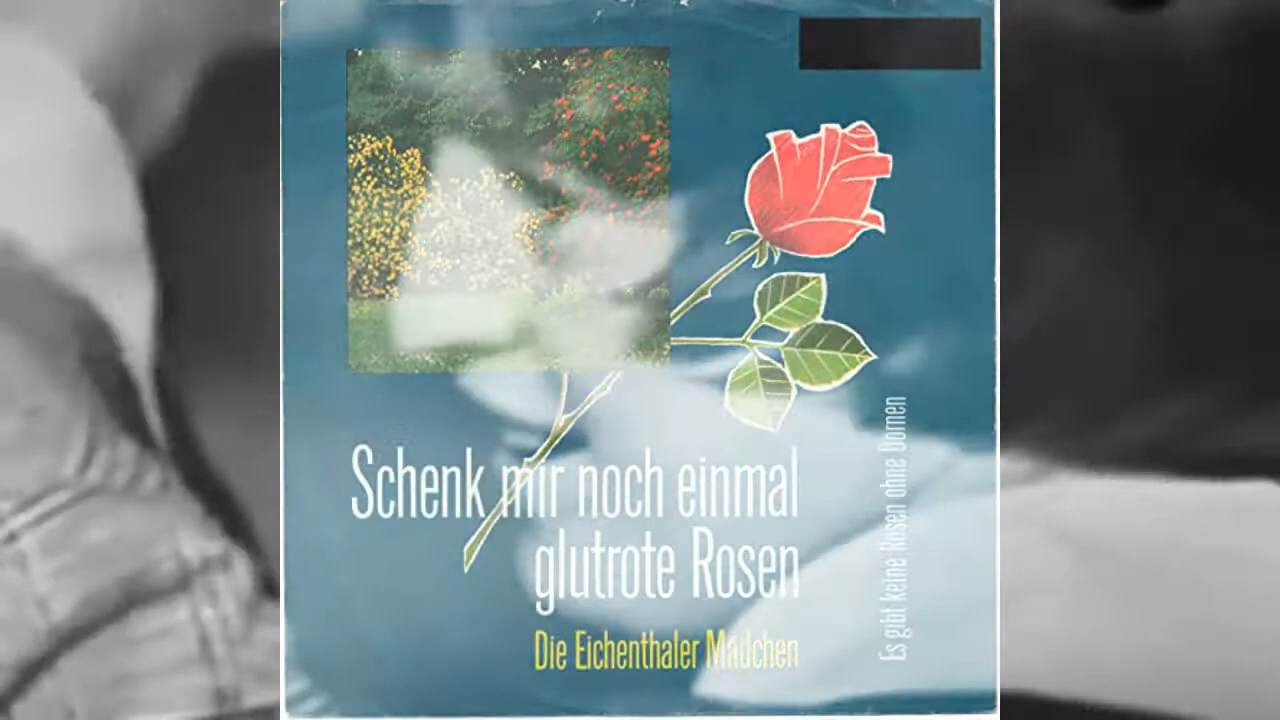 Schenk mir noch einmal
glutrote Rosen
Die Eichenthaler Mädchen
Es gibt keine Rosen ohne Dornen